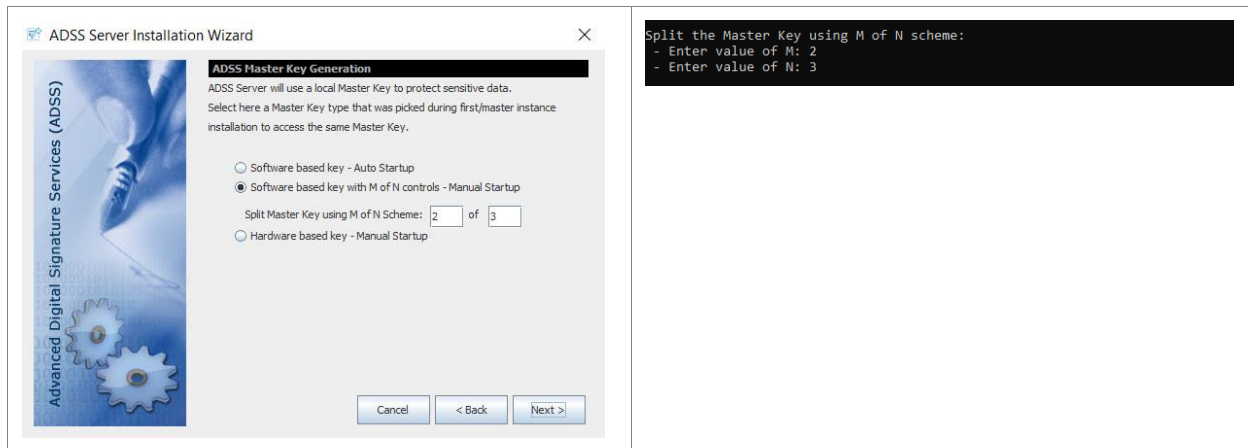 ADSS Server Installation Wizard
Advanced Digital Signature Services (ADSS)
ADSS Master Key Generation
ADSS Server will use a local Master Key to protect sensitive data.
Select here a Master Key type that was picked during first/master instance
installation to access the same Master Key.
Software based key - Auto Startup
Software based key with M of N controls - Manual Startup
Split Master Key using M of N Scheme: 2 of 3
Hardware based key - Manual Startup
Cancel < Back Next >
Split the Master Key using M of N scheme:
- Enter value of M: 2
- Enter value of N: 3